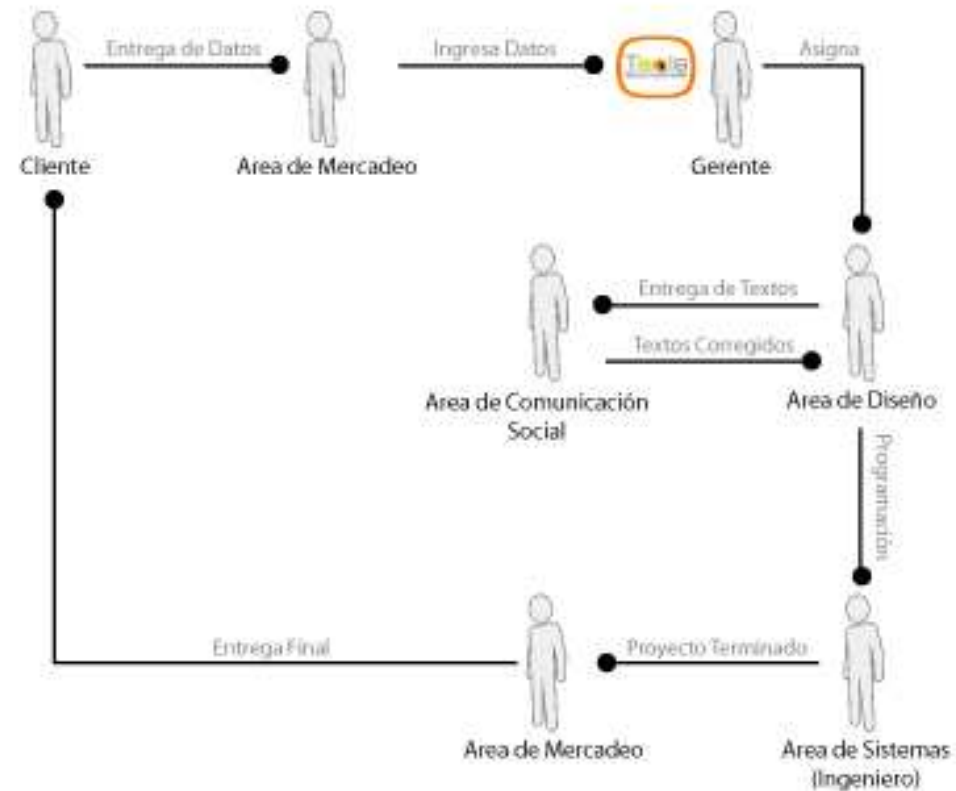 Entrega de Datos
Ingresa Datos
Asigna
Cliente
Area de Mercadeo
Gerente
Entrega de Textos
Textos Corregidos
Area de Comunicación
Social
Area de Diseño
Programación
Entrega Final
Proyecto Terminado
Area de Mercadeo
Area de Sistemas
(Ingeniero)